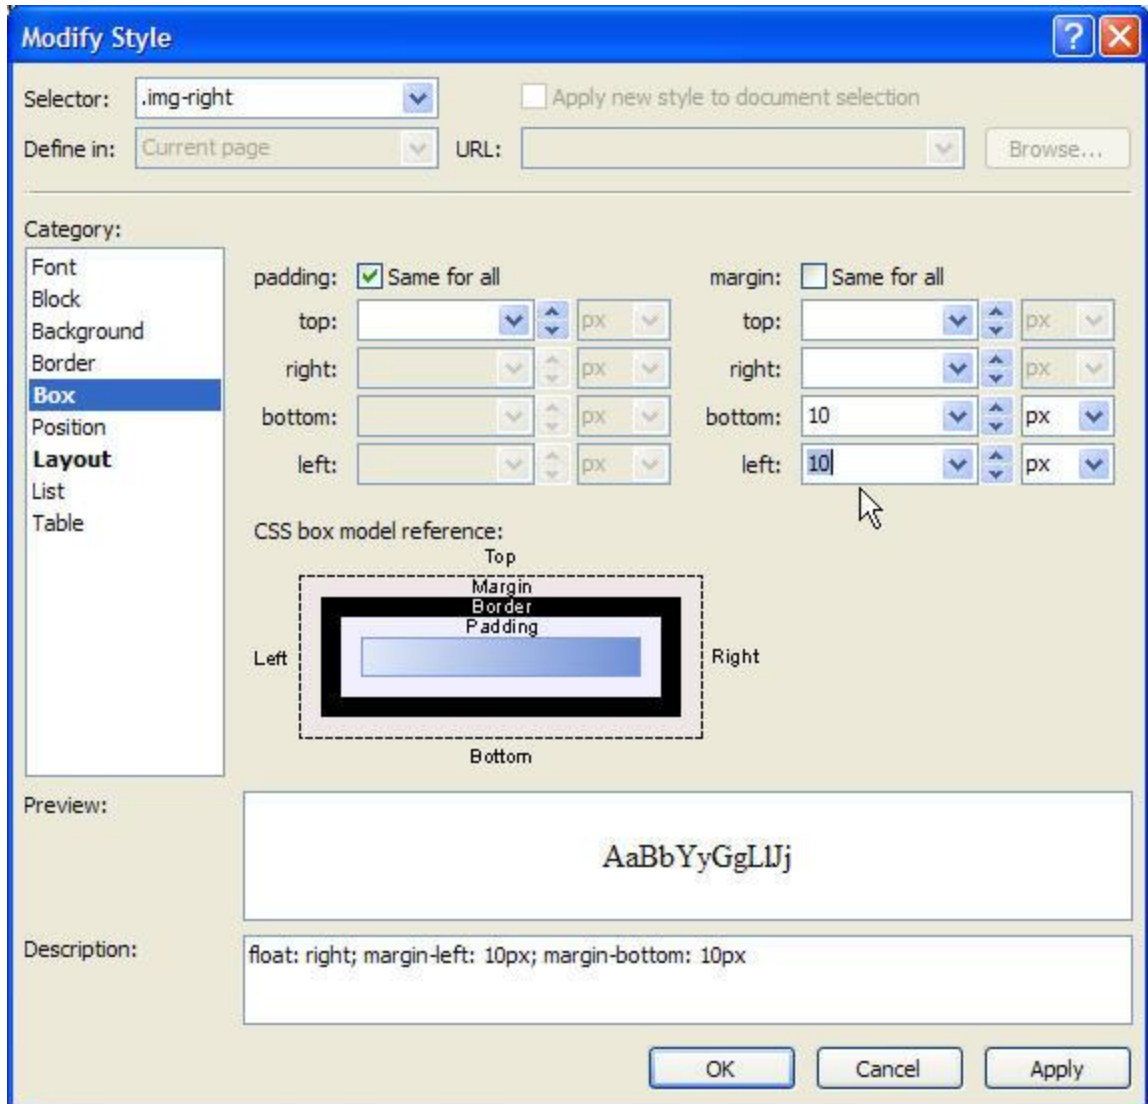 Modify Style
Selector: .img-right Apply new style to document selection
Define in: Current page URL: Browse...
Category:
Font
Block
Background
Border
Box
Position
Layout
List
Table
padding: Same for all margin: Same for all
top: px top: px
right: px right: px
bottom: px bottom: 10 px
left: px left: 10 px
CSS box model reference:
Top
Margin
Border
Padding
Left Right
Bottom
Preview:
AaBbYyGgLlJj
Description:
float: right; margin-left: 10px; margin-bottom: 10px
OK Cancel Apply